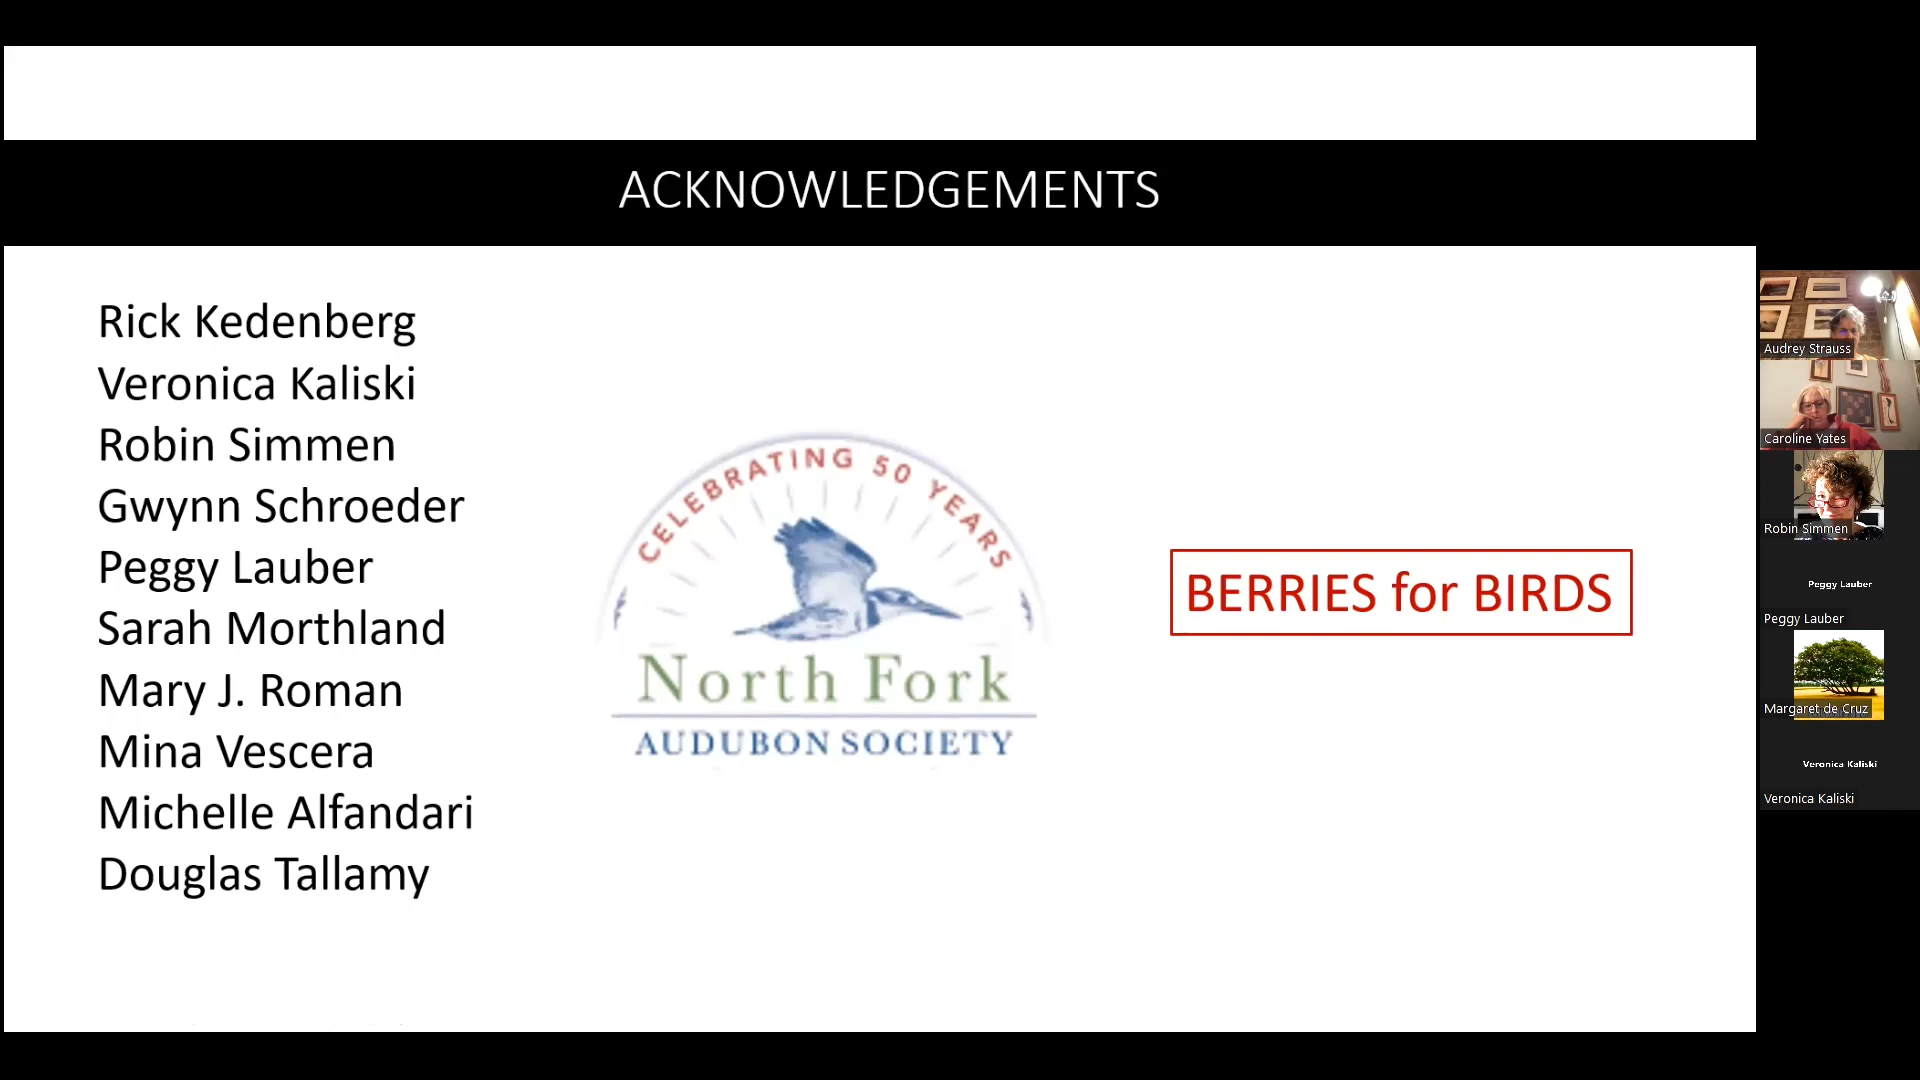 ACKNOWLEDGEMENTS
Rick Kedenberg
Veronica Kaliski
Robin Simmen
Gwynn Schroeder
Peggy Lauber
Sarah Morthland
Mary J. Roman
Mina Vescera
Michelle Alfandari
Douglas Tallamy
CELEBRATING 50 YEARS
North Fork
AUDUBON SOCIETY
BERRIES for BIRDS
Audrey Strauss
Caroline Yates
Robin Simmen
Peggy Lauber
Peggy Lauber
Margaret de Cruz
Veronica Kaliski
Veronica Kaliski